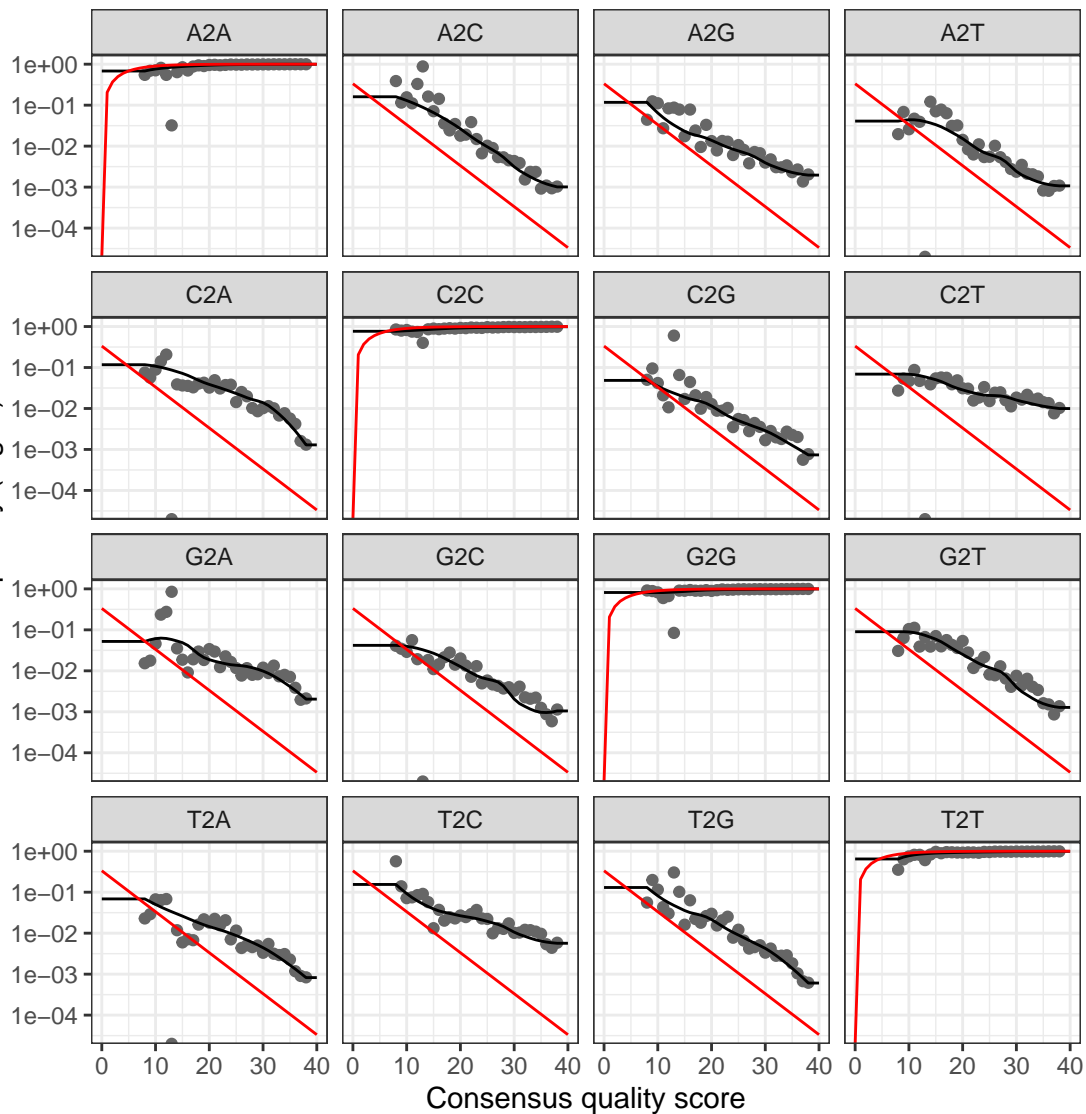 A2A A2C A2G A2T
1e+00
1e−01
1e−02
1e−03
1e−04
C2A C2C C2G C2T
1e+00
1e−01
1e−02
1e−03
1e−04
G2A G2C G2G G2T
1e+00
1e−01
1e−02
1e−03
1e−04
T2A T2C T2G T2T
1e+00
1e−01
1e−02
1e−03
1e−04
0 10 20 30 40 0 10 20 30 40 0 10 20 30 40 0 10 20 30 40
Consensus quality score